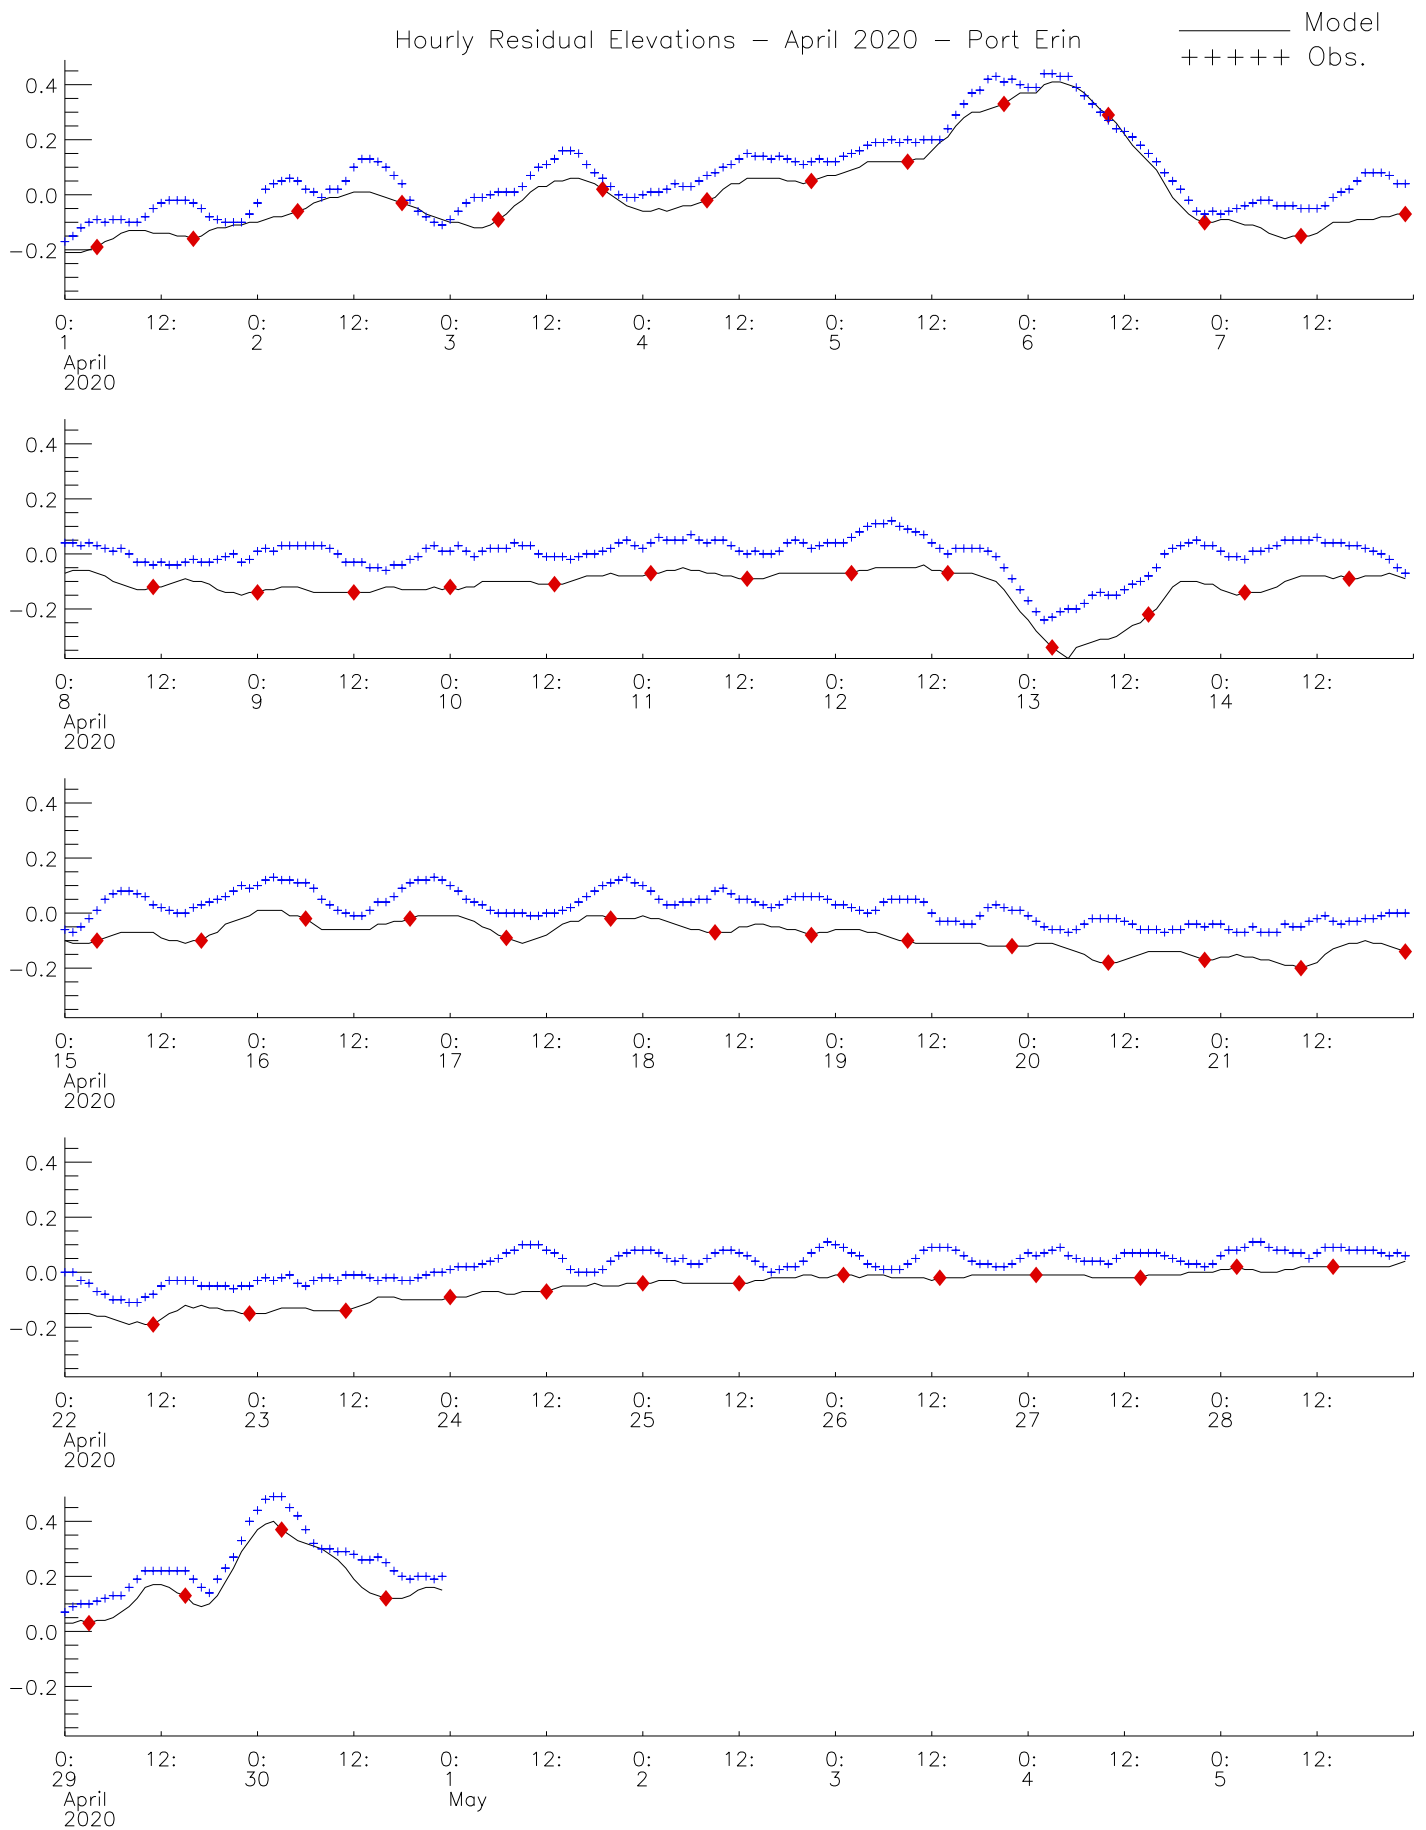 Hourly Residual Elevations – April 2020 – Port Erin
Model
+++++ Obs.
0.4
0.2
0.0
−0.2
0: 12: 0: 12: 0: 12: 0: 12: 0: 12: 0: 12: 0: 12:
1 2 3 4 5 6 7
April
2020
0.4
0.2
0.0
−0.2
0: 12: 0: 12: 0: 12: 0: 12: 0: 12: 0: 12: 0: 12:
8 9 10 11 12 13 14
April
2020
0.4
0.2
0.0
−0.2
0: 12: 0: 12: 0: 12: 0: 12: 0: 12: 0: 12: 0: 12:
15 16 17 18 19 20 21
April
2020
0.4
0.2
0.0
−0.2
0: 12: 0: 12: 0: 12: 0: 12: 0: 12: 0: 12: 0: 12:
22 23 24 25 26 27 28
April
2020
0.4
0.2
0.0
−0.2
0: 12: 0: 12: 0: 12: 0: 12: 0: 12: 0: 12: 0: 12:
29 30 1 2 3 4 5
April May
2020